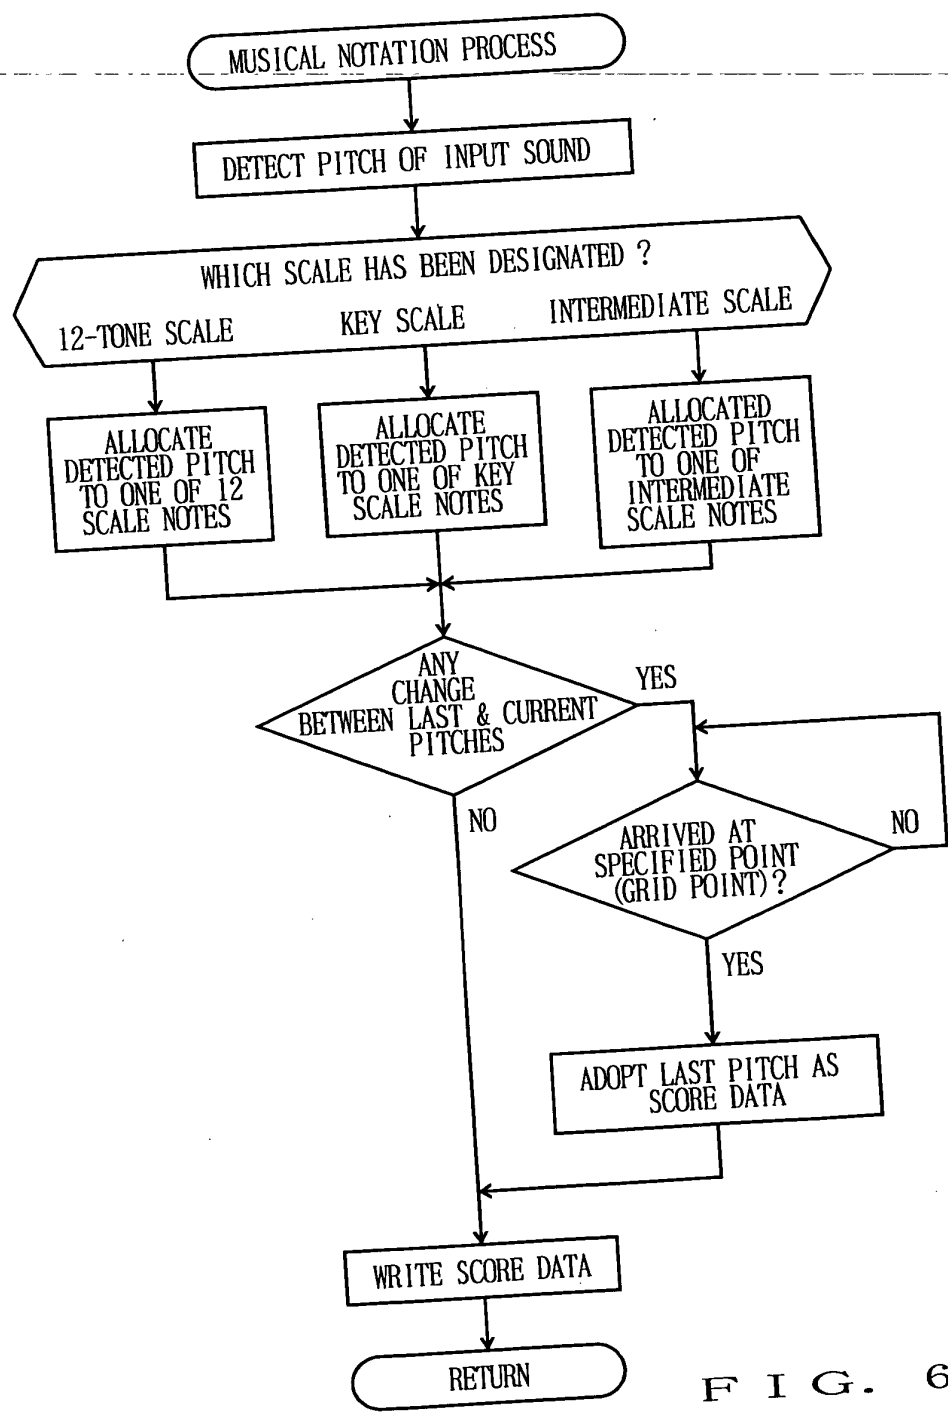 MUSICAL NOTATION PROCESS
DETECT PITCH OF INPUT SOUND
WHICH SCALE HAS BEEN DESIGNATED ?
12-TONE SCALE
KEY SCALE
INTERMEDIATE SCALE
ALLOCATE
DETECTED PITCH
TO ONE OF 12
SCALE NOTES
ALLOCATE
DETECTED PITCH
TO ONE OF KEY
SCALE NOTES
ALLOCATED
DETECTED PITCH
TO ONE OF
INTERMEDIATE
SCALE NOTES
ANY
CHANGE
BETWEEN LAST & CURRENT
PITCHES
YES
NO
ARRIVED AT
SPECIFIED POINT
(GRID POINT)?
NO
YES
ADOPT LAST PITCH AS
SCORE DATA
WRITE SCORE DATA
RETURN
FIG. 6